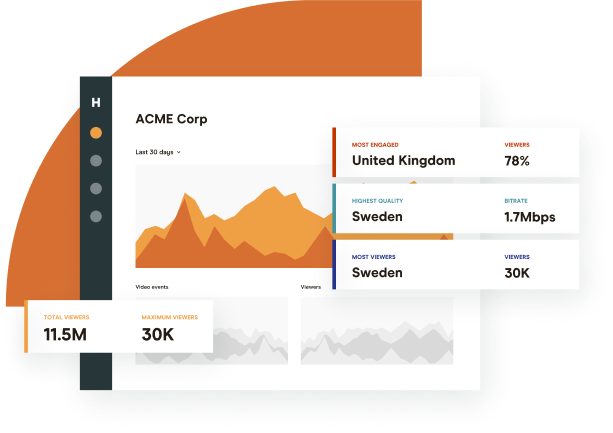 H
ACME Corp
Last 30 days
MOST ENGAGED VIEWERS
United Kingdom 78%
HIGHEST QUALITY BITRATE
Sweden 1.7Mbps
MOST VIEWERS VIEWERS
Sweden 30K
Video events Viewers
TOTAL VIEWERS MAXIMUM VIEWERS
11.5M 30K